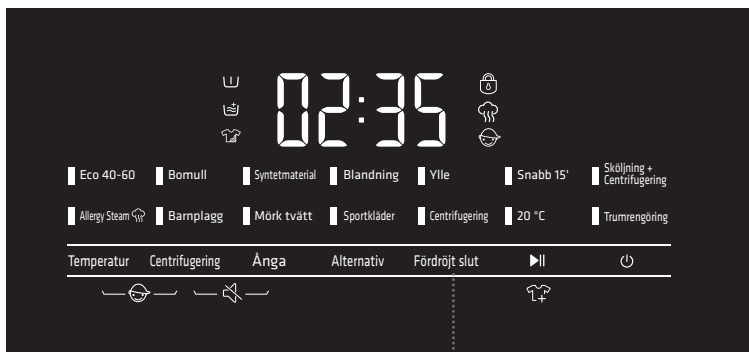 02:35
Eco 40-60 Bomull Syntetmaterial Blandning Ylle Snabb 15' Sköljning +
Centrifugering
Allergy Steam Barnplagg Mörk tvätt Sportkläder Centrifugering 20 °C Trumrengöring
Temperatur Centrifugering Ånga Alternativ Fördröjt slut